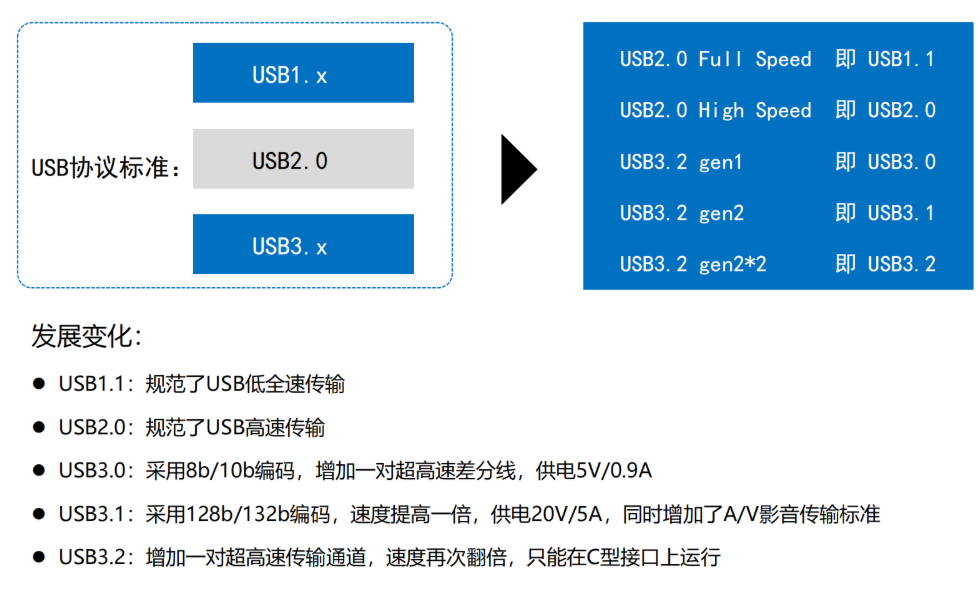 USB协议标准：
USB1.x
USB2.0
USB3.x
USB2.0 Full Speed 即 USB1.1
USB2.0 High Speed 即 USB2.0
USB3.2 gen1 即 USB3.0
USB3.2 gen2 即 USB3.1
USB3.2 gen2*2 即 USB3.2
发展变化：
● USB1.1：规范了USB低全速传输
● USB2.0：规范了USB高速传输
● USB3.0：采用8b/10b编码，增加一对超高速差分线，供电5V/0.9A
● USB3.1：采用128b/132b编码，速度提高一倍，供电20V/5A，同时增加了A/V影音传输标准
● USB3.2：增加一对超高速传输通道，速度再次翻倍，只能在C型接口上运行